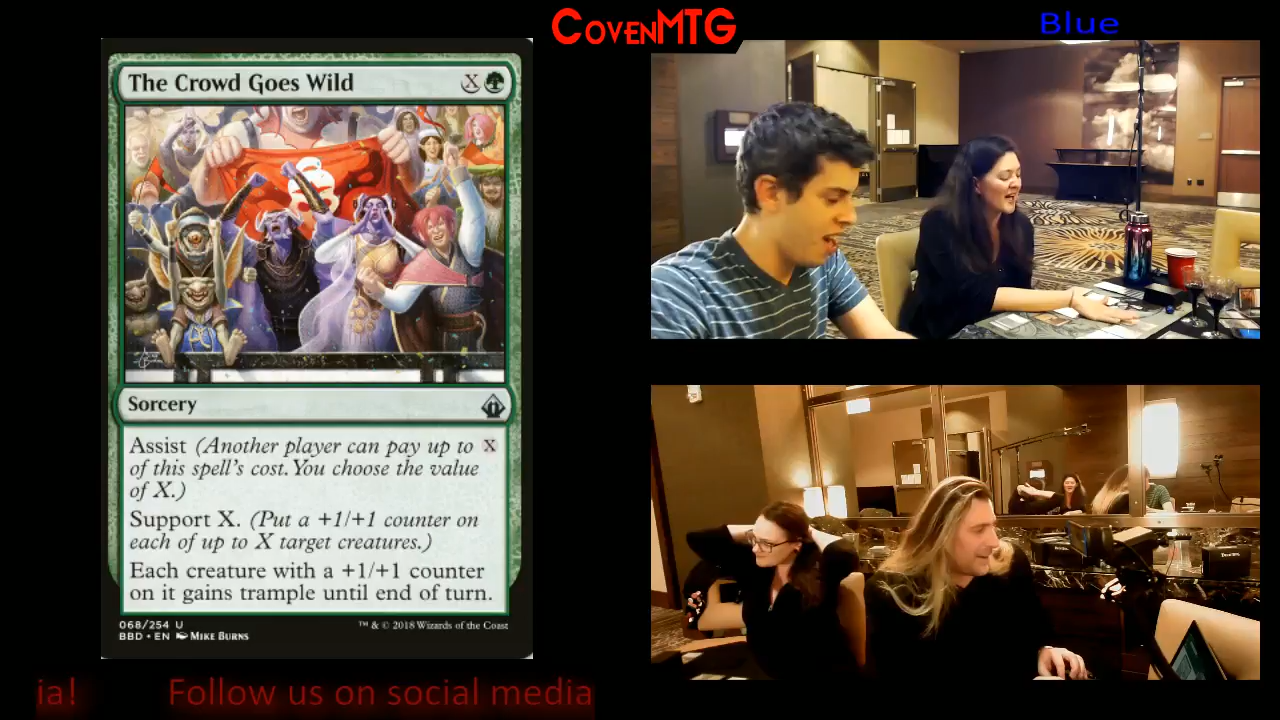 COVENMTG
Blue
The Crowd Goes Wild X
Sorcery
Assist (Another player can pay up to X
of this spell's cost. You choose the value
of X.)
Support X. (Put a +1/+1 counter on
each of up to X target creatures.)
Each creature with a +1/+1 counter
on it gains trample until end of turn.
068/254 U
BBD • EN MIKE BURNS
™ & © 2018 Wizards of the Coast
ia! Follow us on social media